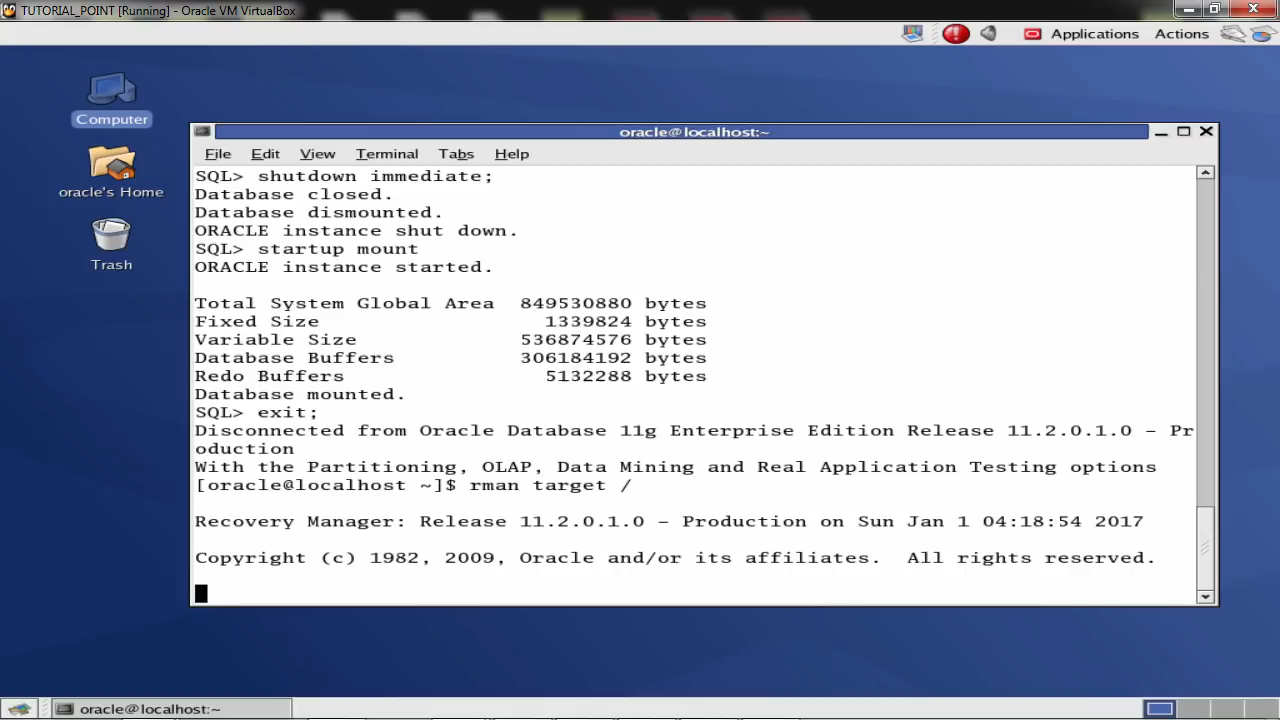 TUTORIAL_POINT [Running] - Oracle VM VirtualBox
Applications Actions
Computer
oracle's Home
Trash
oracle@localhost:~
File Edit View Terminal Tabs Help
SQL> shutdown immediate;
Database closed.
Database dismounted.
ORACLE instance shut down.
SQL> startup mount
ORACLE instance started.
Total System Global Area 849530880 bytes
Fixed Size 1339824 bytes
Variable Size 536874576 bytes
Database Buffers 306184192 bytes
Redo Buffers 5132288 bytes
Database mounted.
SQL> exit;
Disconnected from Oracle Database 11g Enterprise Edition Release 11.2.0.1.0 - Pr
oduction
With the Partitioning, OLAP, Data Mining and Real Application Testing options
[oracle@localhost ~]$ rman target /
Recovery Manager: Release 11.2.0.1.0 - Production on Sun Jan 1 04:18:54 2017
Copyright (c) 1982, 2009, Oracle and/or its affiliates. All rights reserved.
oracle@localhost:~